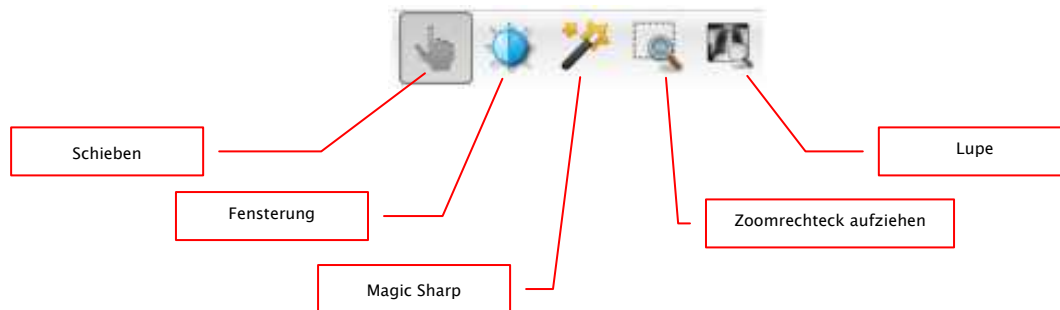 Schieben
Lupe
Fensterung
Zoomrechteck aufziehen
Magic Sharp